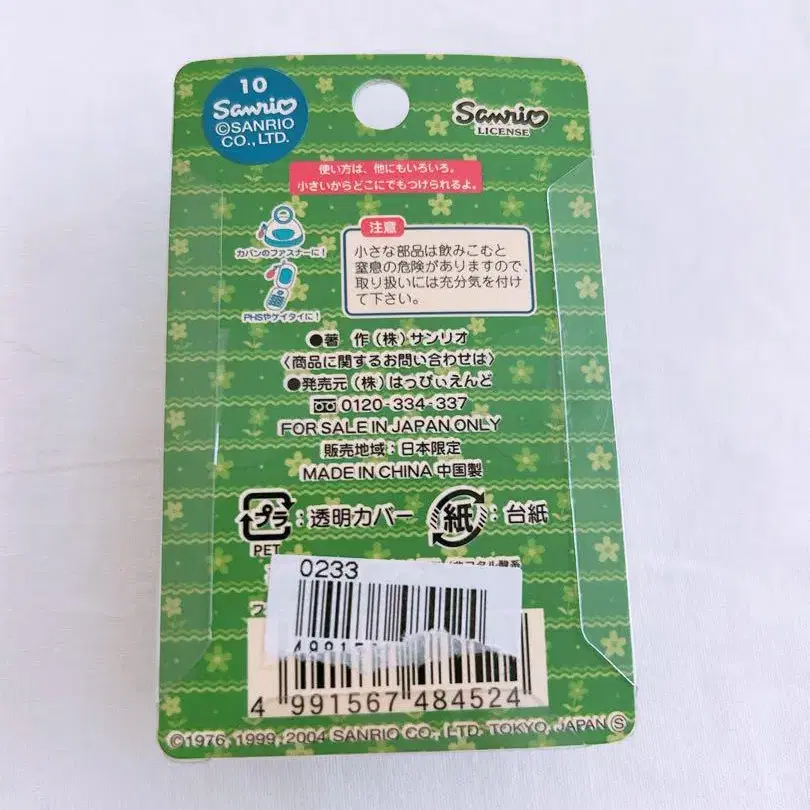 10
Sanrio
©SANRIO
CO., LTD.
Sanrio
LICENSE
使い方は、他にもいろいろ。
小さいからどこにでもつけられるよ。
カバンのファスナーに!
PHSやケイタイに!
注意
小さな部品は飲みこむと
窒息の危険がありますので、
取り扱いには充分気を付け
て下さい。
●著 作(株)サンリオ
〈商品に関するお問い合わせは〉
●発売元(株)はっぴぃえんど
0120-334-337
FOR SALE IN JAPAN ONLY
販売地域:日本限定
MADE IN CHINA 中国製
プラ:透明カバー
PET
紙:台紙
0233
4 991567 484524
©1976, 1999, 2004 SANRIO CO., LTD. TOKYO, JAPAN Ⓢ